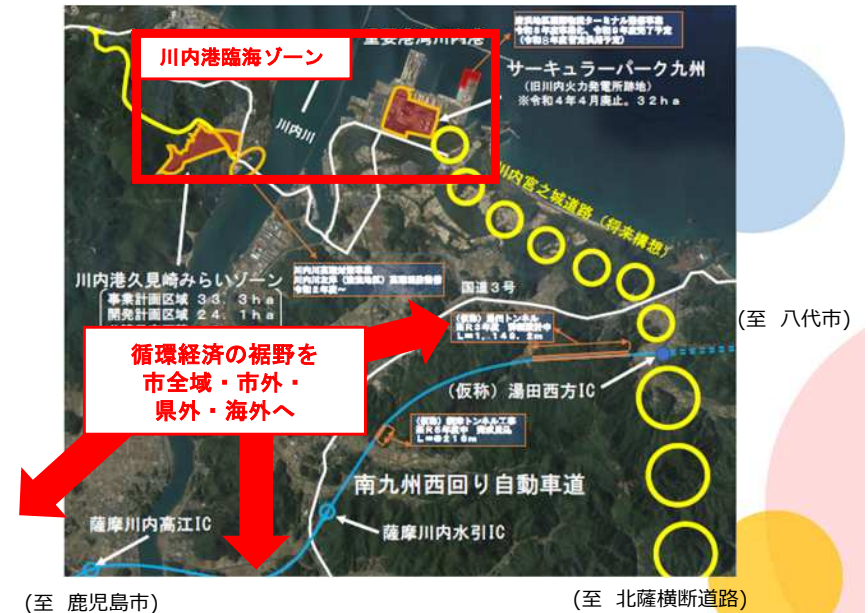 川内港臨海ゾーン
重要港湾川内港
サーキュラーパーク九州
(旧川内火力発電所跡地)
※令和4年4月廃止。32ha
川内川
川内宮之城道路（将来構想）
川内港久見崎みらいゾーン
事業計画区域 33.3ha
開発計画区域 24.1ha
国道3号
(仮称) 湯田西方IC
(至 八代市)
循環経済の裾野を
市全域・市外・
県外・海外へ
南九州西回り自動車道
薩摩川内高江IC
薩摩川内水引IC
(至 鹿児島市)
(至 北薩横断道路)